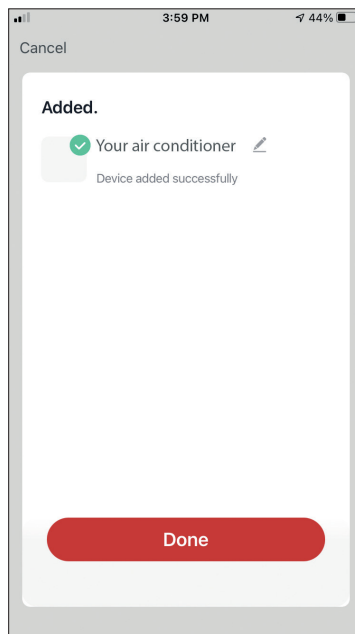 3:59 PM
44%
Cancel
Added.
Your air conditioner
Device added successfully
Done